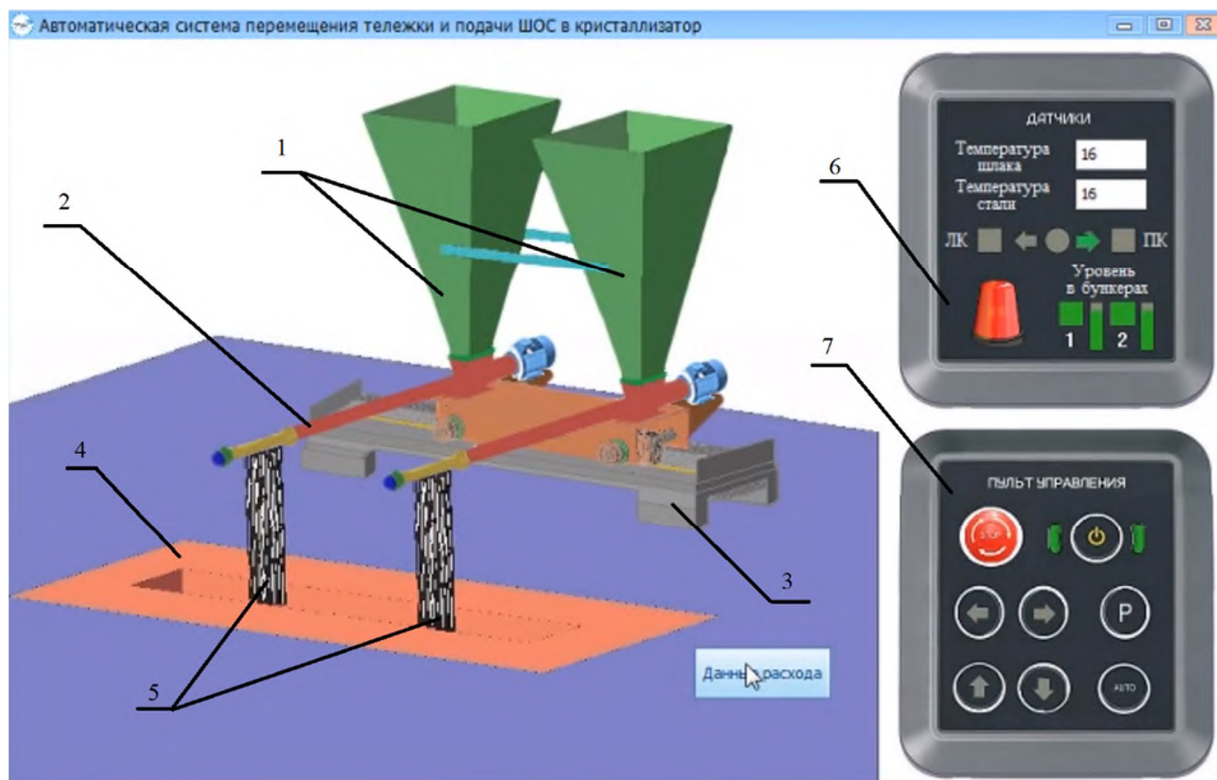 Автоматическая система перемещения тележки и подачи ШОС в кристаллизатор
1
2
3
4
5
6
7
ДАТЧИКИ
Температура
шлака
16
Температура
стали
16
ЛК
ПК
Уровень
в бункерах
1
2
ПУЛЬТ УПРАВЛЕНИЯ
STOP
P
AUTO
Данные расхода